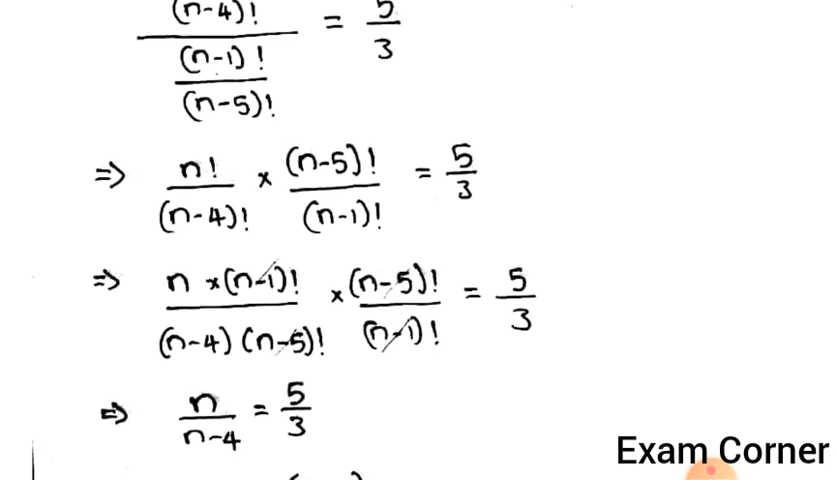 (n-4)! = 5/3
(n-1)!
(n-5)!
⇒ n!/(n-4)! × (n-5)!/(n-1)! = 5/3
⇒ n×(n-1)!/(n-4)(n-5)! × (n-5)!/(n-1)! = 5/3
⇒ n/n-4 = 5/3
Exam Corner